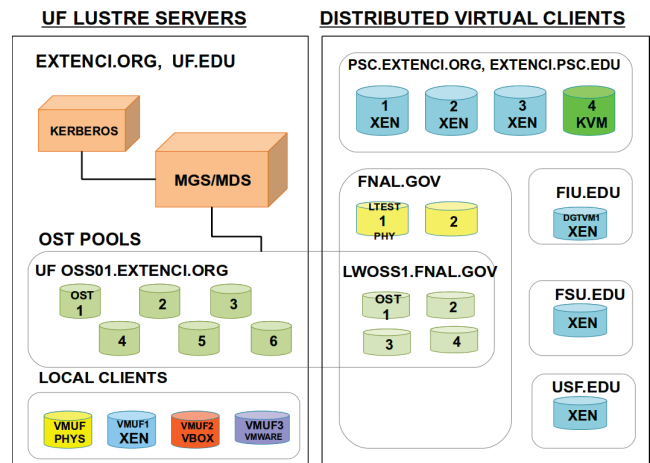 UF LUSTRE SERVERS
EXTENCI.ORG, UF.EDU
KERBEROS
MGS/MDS
OST POOLS
UF OSS01.EXTENCI.ORG
OST
1
2
3
4
5
6
LOCAL CLIENTS
VMUF
PHYS
VMUF1
XEN
VMUF2
VBOX
VMUF3
VMWARE
DISTRIBUTED VIRTUAL CLIENTS
PSC.EXTENCI.ORG, EXTENCI.PSC.EDU
1
XEN
2
XEN
3
XEN
4
KVM
FNAL.GOV
LTEST
1
PHY
2
LWOSS1.FNAL.GOV
OST
1
2
3
4
FIU.EDU
DGTVM1
XEN
FSU.EDU
XEN
USF.EDU
XEN